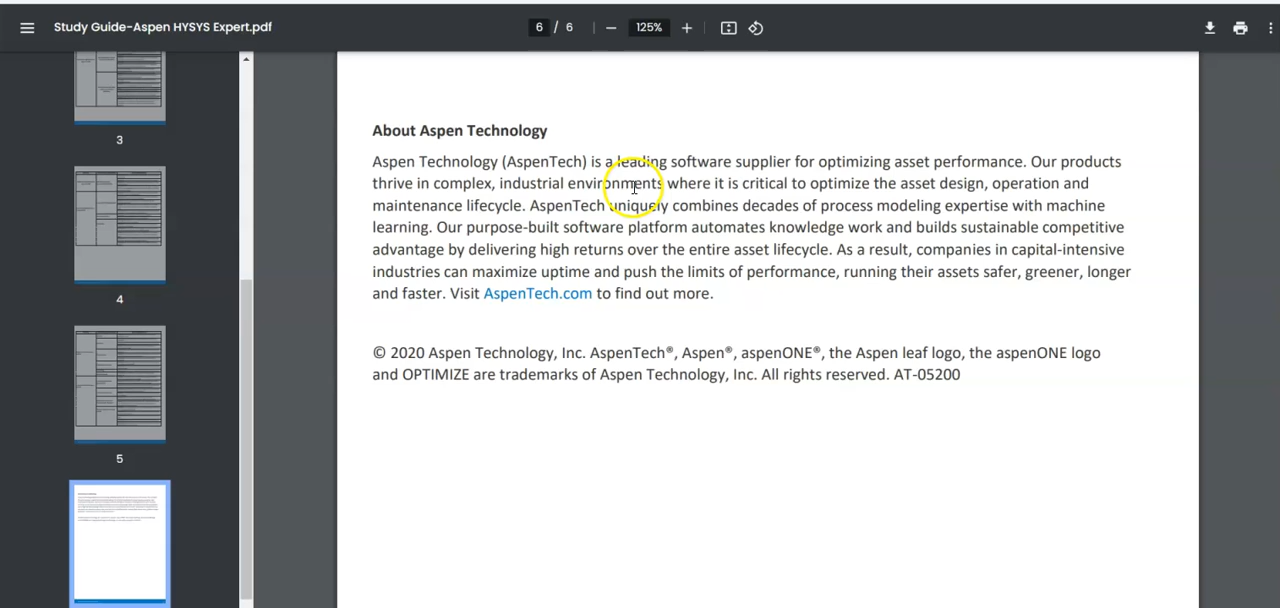 Study Guide-Aspen HYSYS Expert.pdf
6 / 6
125%
3
4
5
About Aspen Technology
Aspen Technology (AspenTech) is a leading software supplier for optimizing asset performance. Our products
thrive in complex, industrial environments where it is critical to optimize the asset design, operation and
maintenance lifecycle. AspenTech uniquely combines decades of process modeling expertise with machine
learning. Our purpose-built software platform automates knowledge work and builds sustainable competitive
advantage by delivering high returns over the entire asset lifecycle. As a result, companies in capital-intensive
industries can maximize uptime and push the limits of performance, running their assets safer, greener, longer
and faster. Visit AspenTech.com to find out more.
© 2020 Aspen Technology, Inc. AspenTech®, Aspen®, aspenONE®, the Aspen leaf logo, the aspenONE logo
and OPTIMIZE are trademarks of Aspen Technology, Inc. All rights reserved. AT-05200